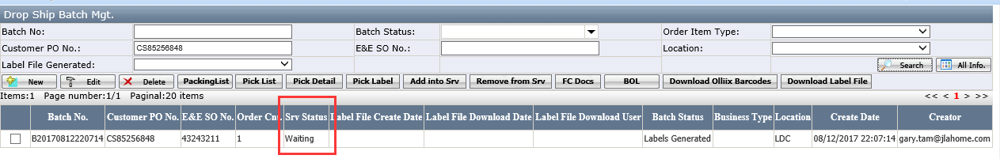 Drop Ship Batch Mgt.
Batch No: Batch Status: Order Item Type:
Customer PO No.: CS85256848 E&E SO No.: Location:
Label File Generated: Search All Info.
New Edit Delete PackingList Pick List Pick Detail Pick Label Add into Srv Remove from Srv FC Docs BOL Download Olliix Barcodes Download Label File
Items:1 Page number:1/1 Paginal:20 items << < 1 > >>
Batch No. Customer PO No. E&E SO No. Order Cnt. Srv Status Label File Create Date Label File Download Date Label File Download User Batch Status Business Type Location Create Date Creator
B20170812220714 CS85256848 43243211 1 Waiting Labels Generated LDC 08/12/2017 22:07:14 gary.tam@jlahome.com